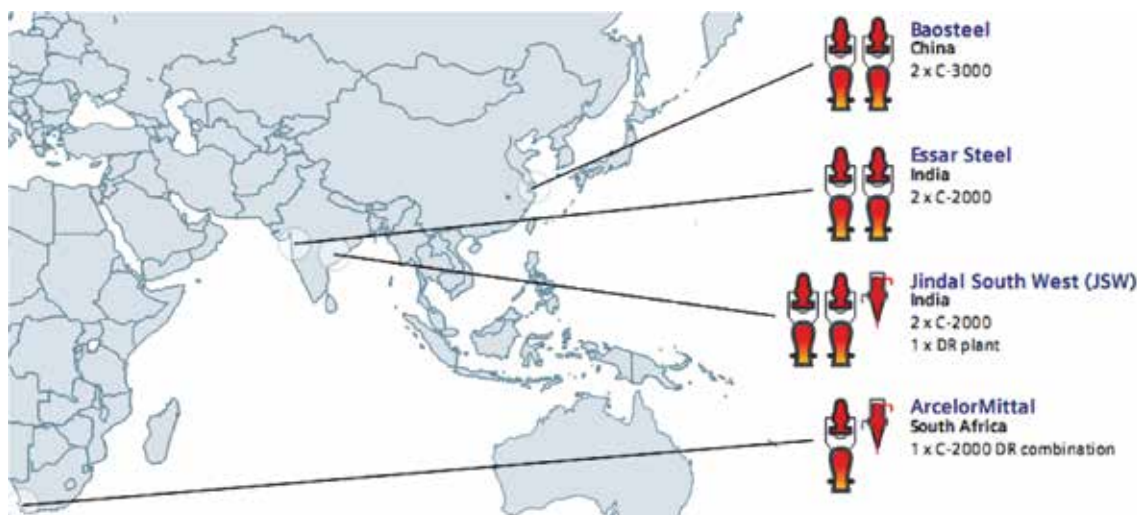 Baosteel
China
2 x C-3000
Essar Steel
India
2 x C-2000
Jindal South West (JSW)
India
2 x C-2000
1 x DR plant
ArcelorMittal
South Africa
1 x C-2000 DR combination